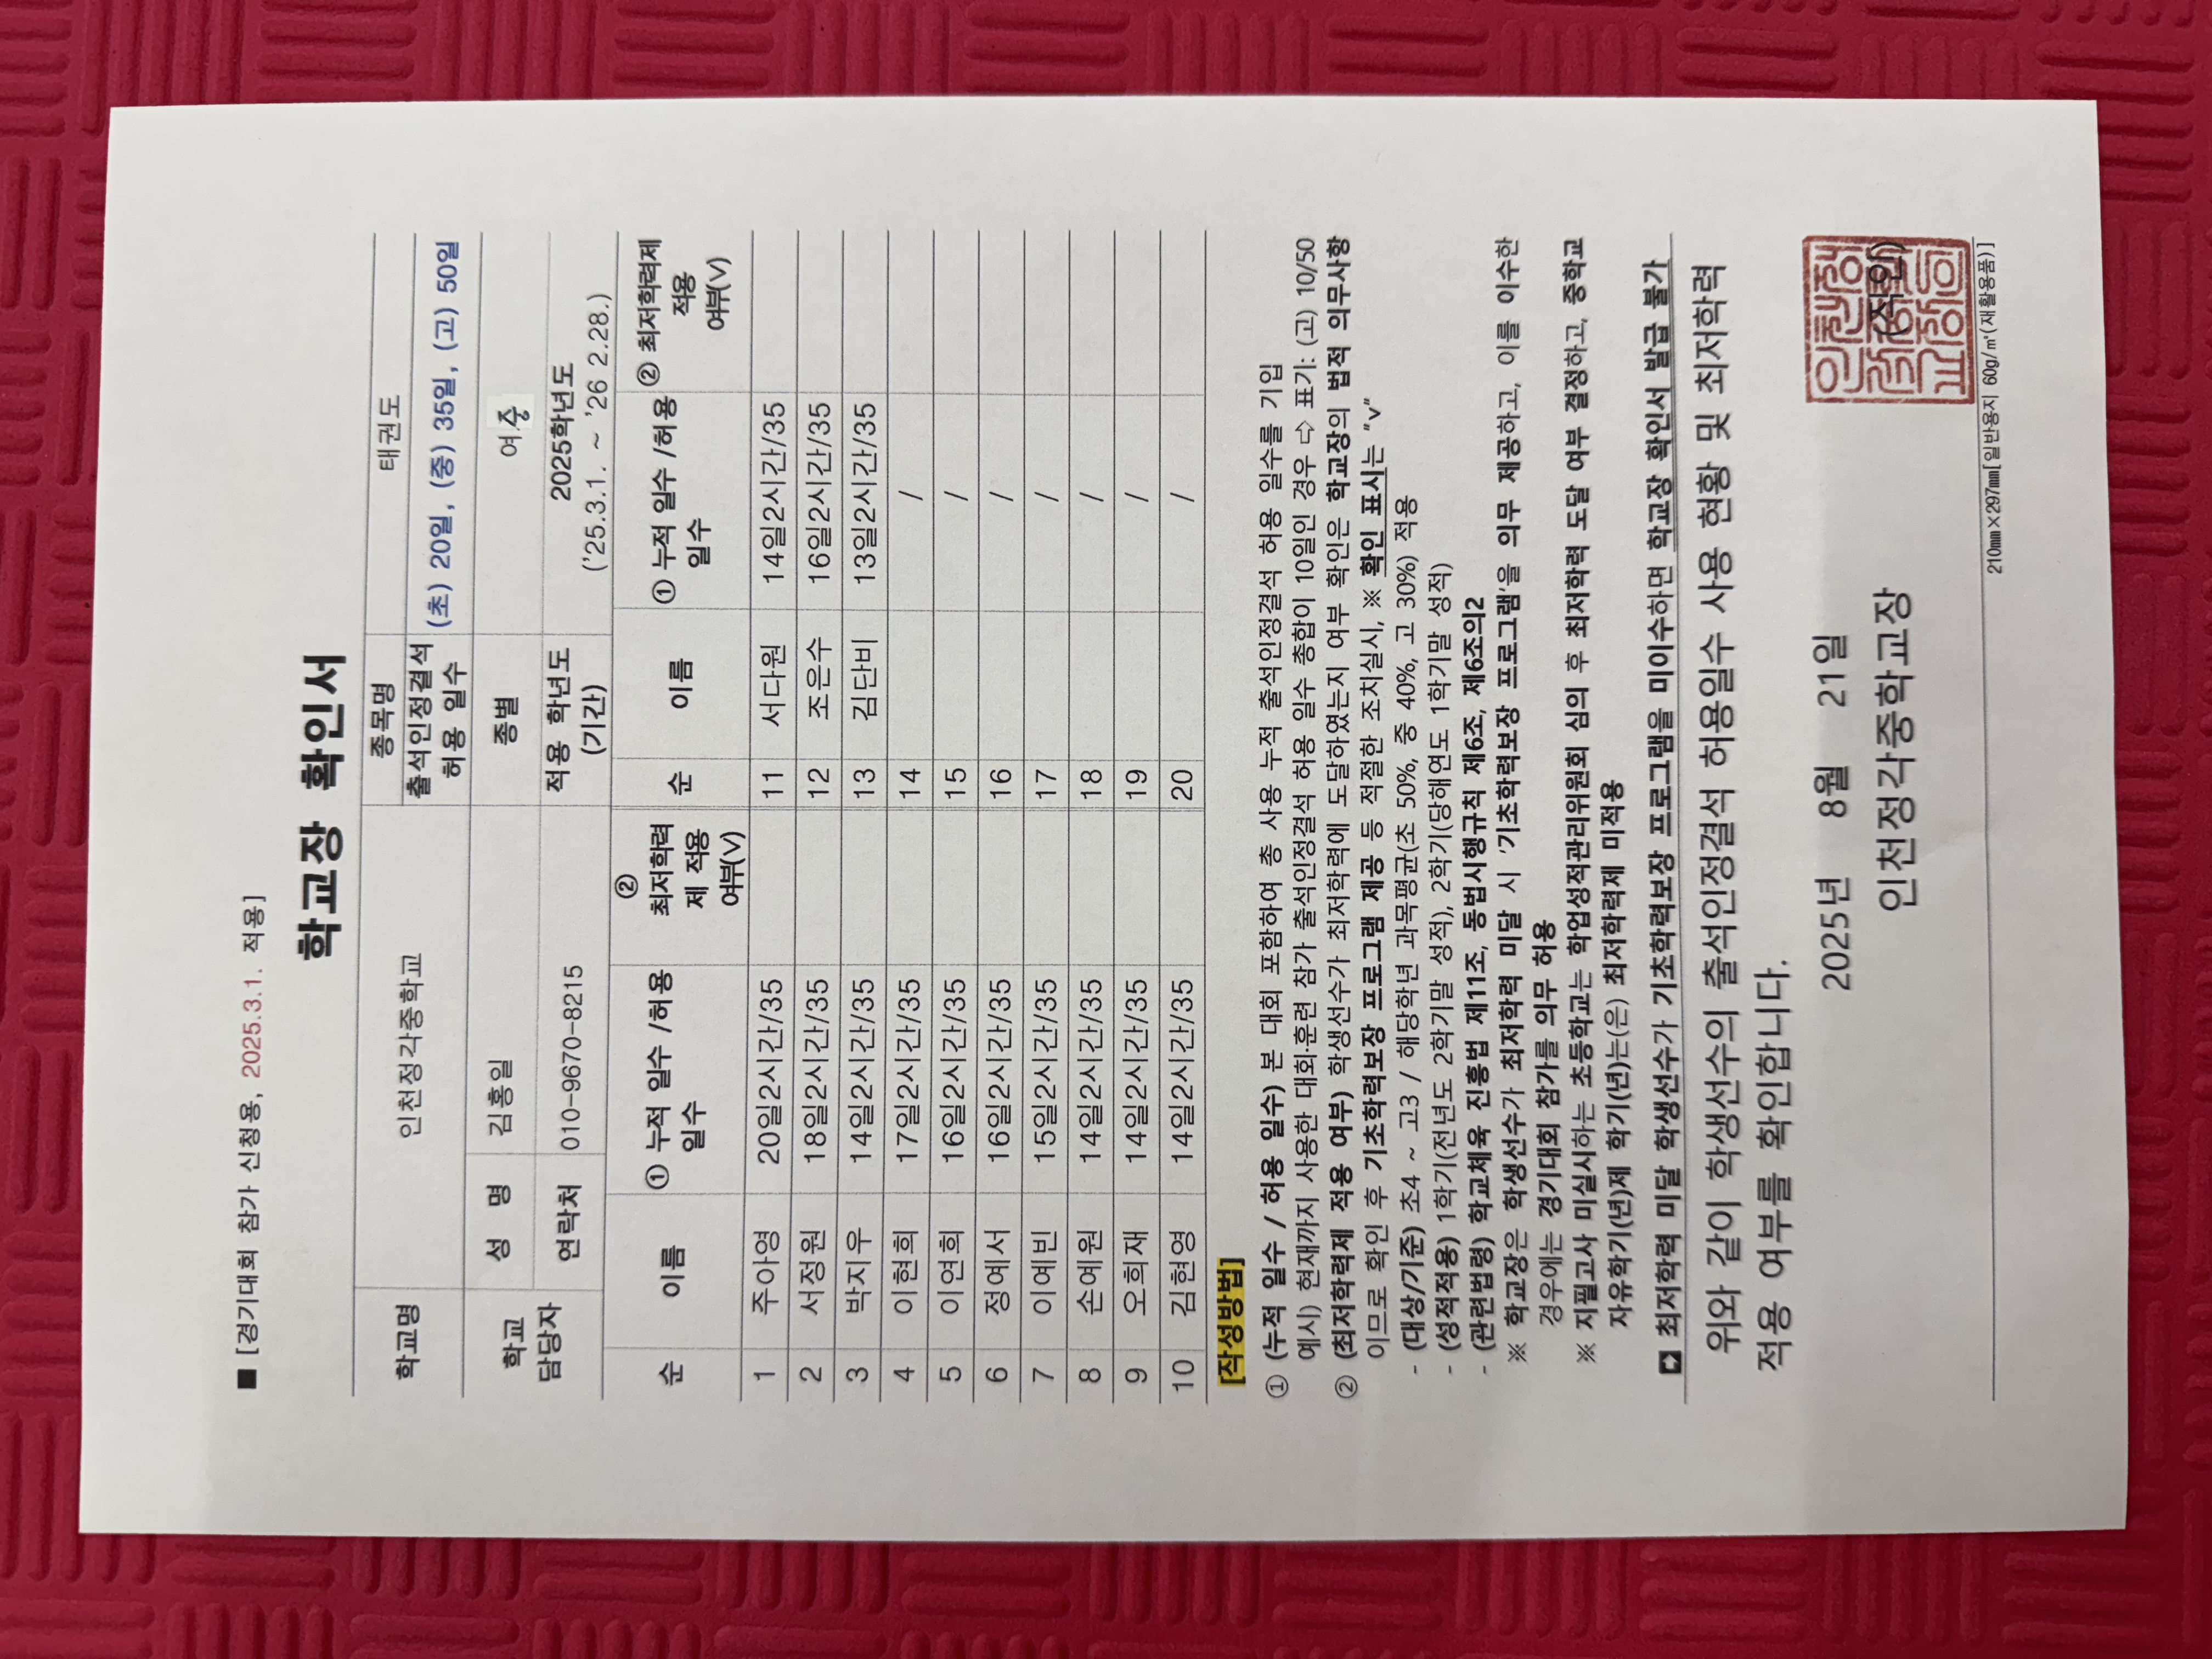 ■ [경기대회 참가 신청용, 2025.3.1. 적용]
학교장 확인서
학교명 인천정각중학교 종목명 태권도
출석인정결석 허용 일수 (초) 20일, (중) 35일, (고) 50일
학교 담당자 성 명 김홍일 종별 여중
연락처 010-9670-8215 적용 학년도 (기간) 2025학년도 ('25.3.1. ~ '26 2.28.)
순 이름 ① 누적 일수 /허용 일수 ② 최저학력제 적용 여부(V) 순 이름 ① 누적 일수 /허용 일수 ② 최저학력제 적용 여부(V)
1 주아영 20일2시간/35 11 서다원 14일2시간/35
2 서정원 18일2시간/35 12 조은수 16일2시간/35
3 박지우 14일2시간/35 13 김단비 13일2시간/35
4 이현희 17일2시간/35 14 /
5 이연희 16일2시간/35 15 /
6 정예서 16일2시간/35 16 /
7 이예빈 15일2시간/35 17 /
8 손예원 14일2시간/35 18 /
9 오희재 14일2시간/35 19 /
10 김현영 14일2시간/35 20 /
[작성방법]
① (누적 일수 / 허용 일수) 본 대회 포함하여 총 사용 누적 출석인정결석 허용 일수를 기입
예시) 현재까지 사용한 대회·훈련 참가 출석인정결석 허용 일수 총합이 10일인 경우 ⇨ 표기: (고) 10/50
② (최저학력제 적용 여부) 학생선수가 최저학력에 도달하였는지 여부 확인은 학교장의 법적 의무사항
이므로 확인 후 기초학력보장 프로그램 제공 등 적절한 조치실시, ※ 확인 표시는 "v"
- (대상/기준) 초4 ~ 고3 / 해당학년 과목평균(초 50%, 중 40%, 고 30%) 적용
- (성적적용) 1학기(전년도 2학기말 성적), 2학기(당해연도 1학기말 성적)
- (관련법령) 학교체육 진흥법 제11조, 동법시행규칙 제6조, 제6조의2
※ 학교장은 학생선수가 최저학력 미달 시 '기초학력보장 프로그램'을 의무 제공하고, 이를 이수한
경우에는 경기대회 참가를 의무 허용
※ 지필고사 미실시하는 초등학교는 학업성적관리위원회 심의 후 최저학력 도달 여부 결정하고, 중학교
자유학기(년)제 학기(년)는(은) 최저학력제 미적용
➡ 최저학력 미달 학생선수가 기초학력보장 프로그램을 미이수하면 학교장 확인서 발급 불가
위와 같이 학생선수의 출석인정결석 허용일수 사용 현황 및 최저학력
적용 여부를 확인합니다.
2025년 8월 21일
인천정각중학교장 (직인)
210㎜×297㎜[일반용지 60g/㎡(재활용품)]